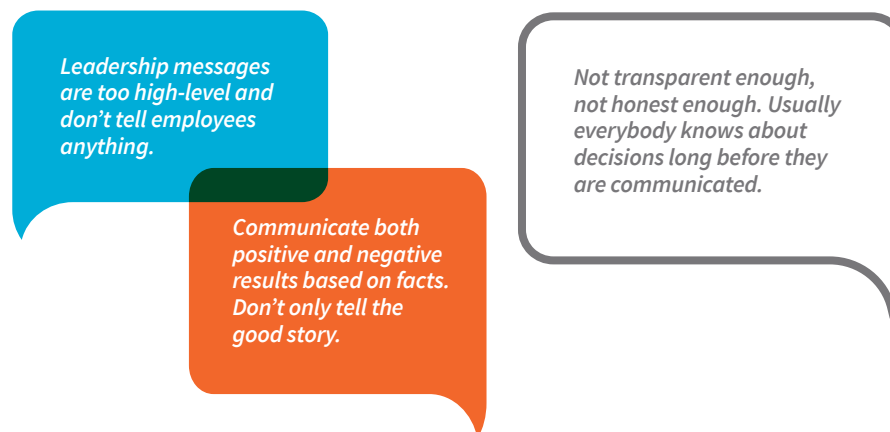 Leadership messages
are too high-level and
don’t tell employees
anything.
Communicate both
positive and negative
results based on facts.
Don’t only tell the
good story.
Not transparent enough,
not honest enough. Usually
everybody knows about
decisions long before they
are communicated.